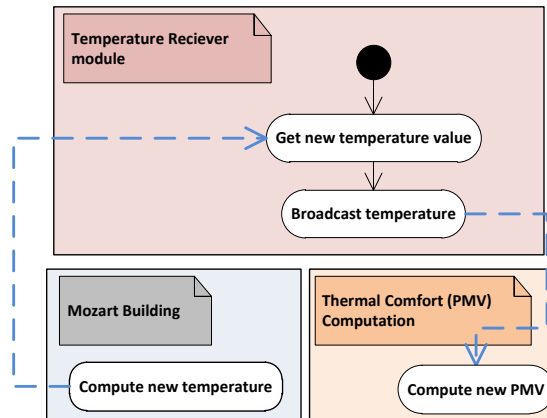 Temperature Reciever
module
Get new temperature value
Broadcast temperature
Mozart Building
Compute new temperature
Thermal Comfort (PMV)
Computation
Compute new PMV